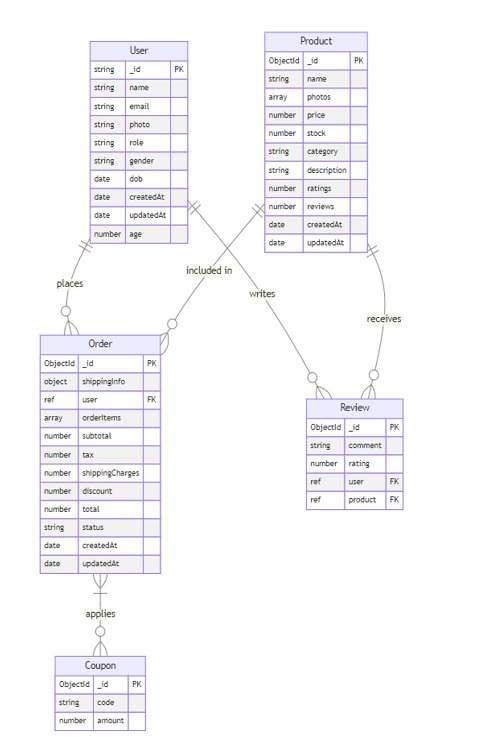 User
string _id PK
string name
string email
string photo
string role
string gender
date dob
date createdAt
date updatedAt
number age
Product
ObjectId _id PK
string name
array photos
number price
number stock
string category
string description
number ratings
number reviews
date createdAt
date updatedAt
places
included in
writes
receives
Order
ObjectId _id PK
object shippingInfo
ref user FK
array orderItems
number subtotal
number tax
number shippingCharges
number discount
number total
string status
date createdAt
date updatedAt
Review
ObjectId _id PK
string comment
number rating
ref user FK
ref product FK
applies
Coupon
ObjectId _id PK
string code
number amount